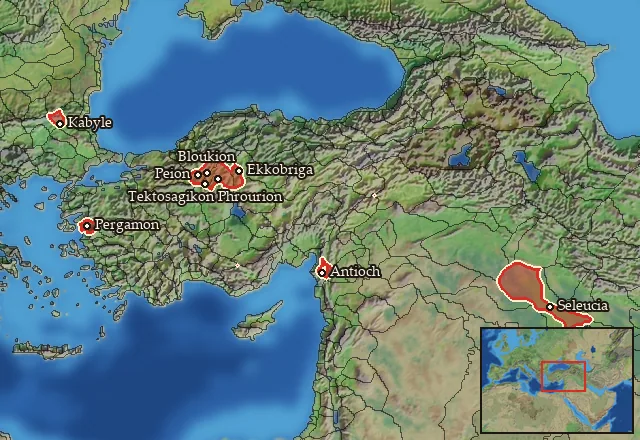 Kabyle
Bloukion
Peion
Ekkobriga
Tektosagikon Phrourion
Pergamon
Antioch
Seleucia